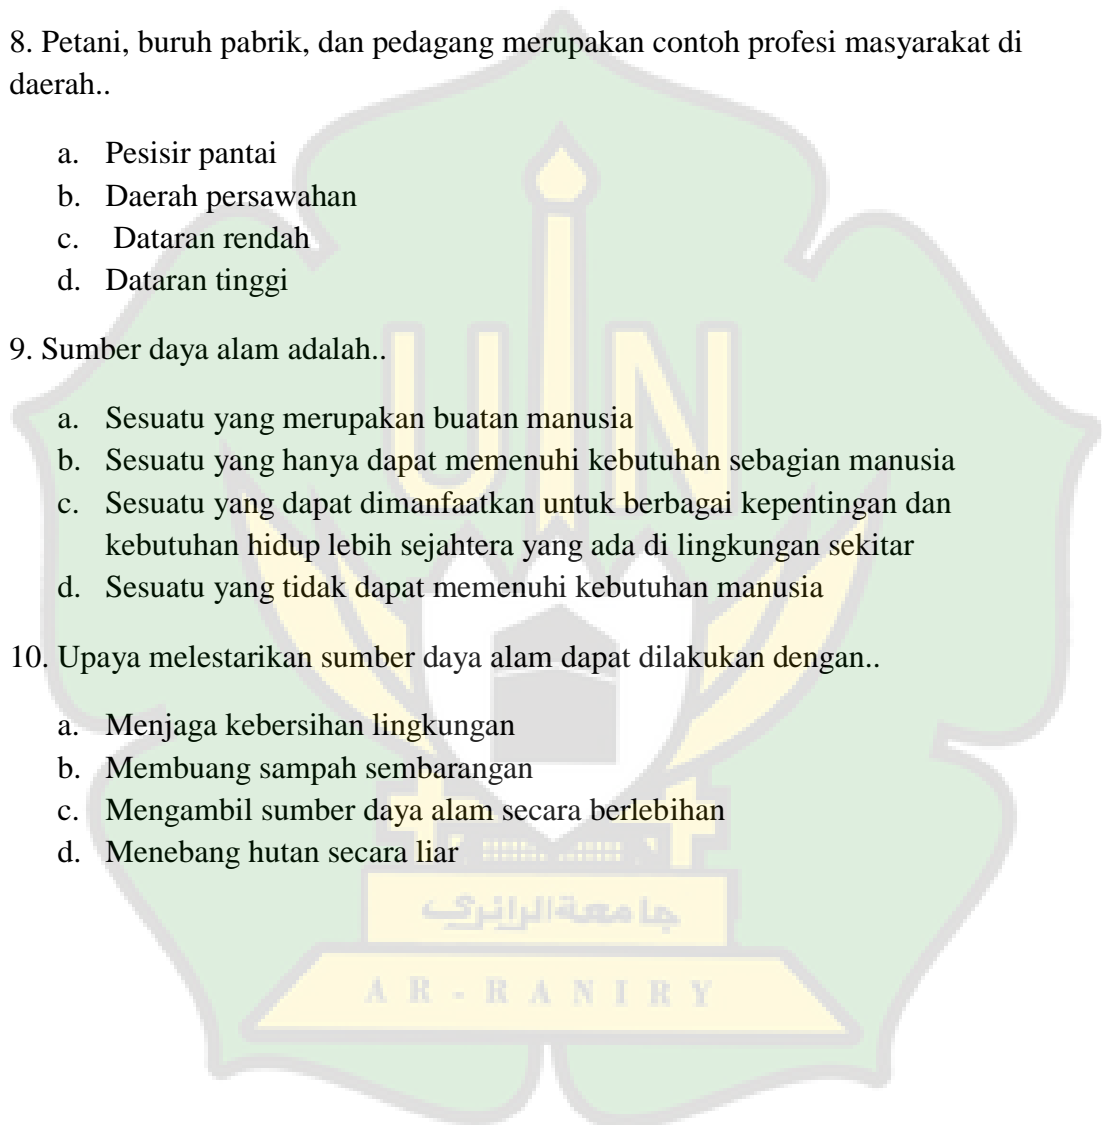 8. Petani, buruh pabrik, dan pedagang merupakan contoh profesi masyarakat di
daerah..
a. Pesisir pantai
b. Daerah persawahan
c. Dataran rendah
d. Dataran tinggi
9. Sumber daya alam adalah..
a. Sesuatu yang merupakan buatan manusia
b. Sesuatu yang hanya dapat memenuhi kebutuhan sebagian manusia
c. Sesuatu yang dapat dimanfaatkan untuk berbagai kepentingan dan
kebutuhan hidup lebih sejahtera yang ada di lingkungan sekitar
d. Sesuatu yang tidak dapat memenuhi kebutuhan manusia
10. Upaya melestarikan sumber daya alam dapat dilakukan dengan..
a. Menjaga kebersihan lingkungan
b. Membuang sampah sembarangan
c. Mengambil sumber daya alam secara berlebihan
d. Menebang hutan secara liar
UIN
جامعة الرانري
AR-RANIRY